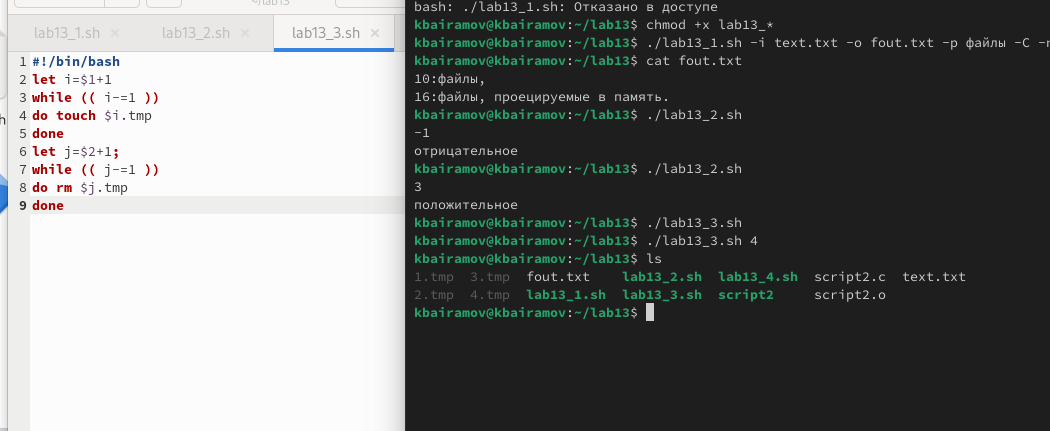 ~/lab13
lab13_1.sh × lab13_2.sh × lab13_3.sh ×
1 #!/bin/bash
2 let i=$1+1
3 while (( i-=1 ))
4 do touch $i.tmp
5 done
6 let j=$2+1;
7 while (( j-=1 ))
8 do rm $j.tmp
9 done
bash: ./lab13_1.sh: Отказано в доступе
kbairamov@kbairamov:~/lab13$ chmod +x lab13_*
kbairamov@kbairamov:~/lab13$ ./lab13_1.sh -i text.txt -o fout.txt -p файлы -C -n
kbairamov@kbairamov:~/lab13$ cat fout.txt
10:файлы,
16:файлы, проецируемые в память.
kbairamov@kbairamov:~/lab13$ ./lab13_2.sh
-1
отрицательное
kbairamov@kbairamov:~/lab13$ ./lab13_2.sh
3
положительное
kbairamov@kbairamov:~/lab13$ ./lab13_3.sh
kbairamov@kbairamov:~/lab13$ ./lab13_3.sh 4
kbairamov@kbairamov:~/lab13$ ls
1.tmp 3.tmp fout.txt lab13_2.sh lab13_4.sh script2.c text.txt
2.tmp 4.tmp lab13_1.sh lab13_3.sh script2 script2.o
kbairamov@kbairamov:~/lab13$